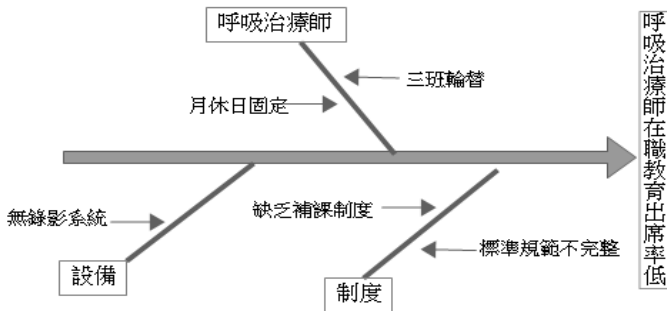 呼吸治療師
三班輪替
月休日固定
無錄影系統
缺乏補課制度
標準規範不完整
設備
制度
呼吸治療師在職教育出席率低